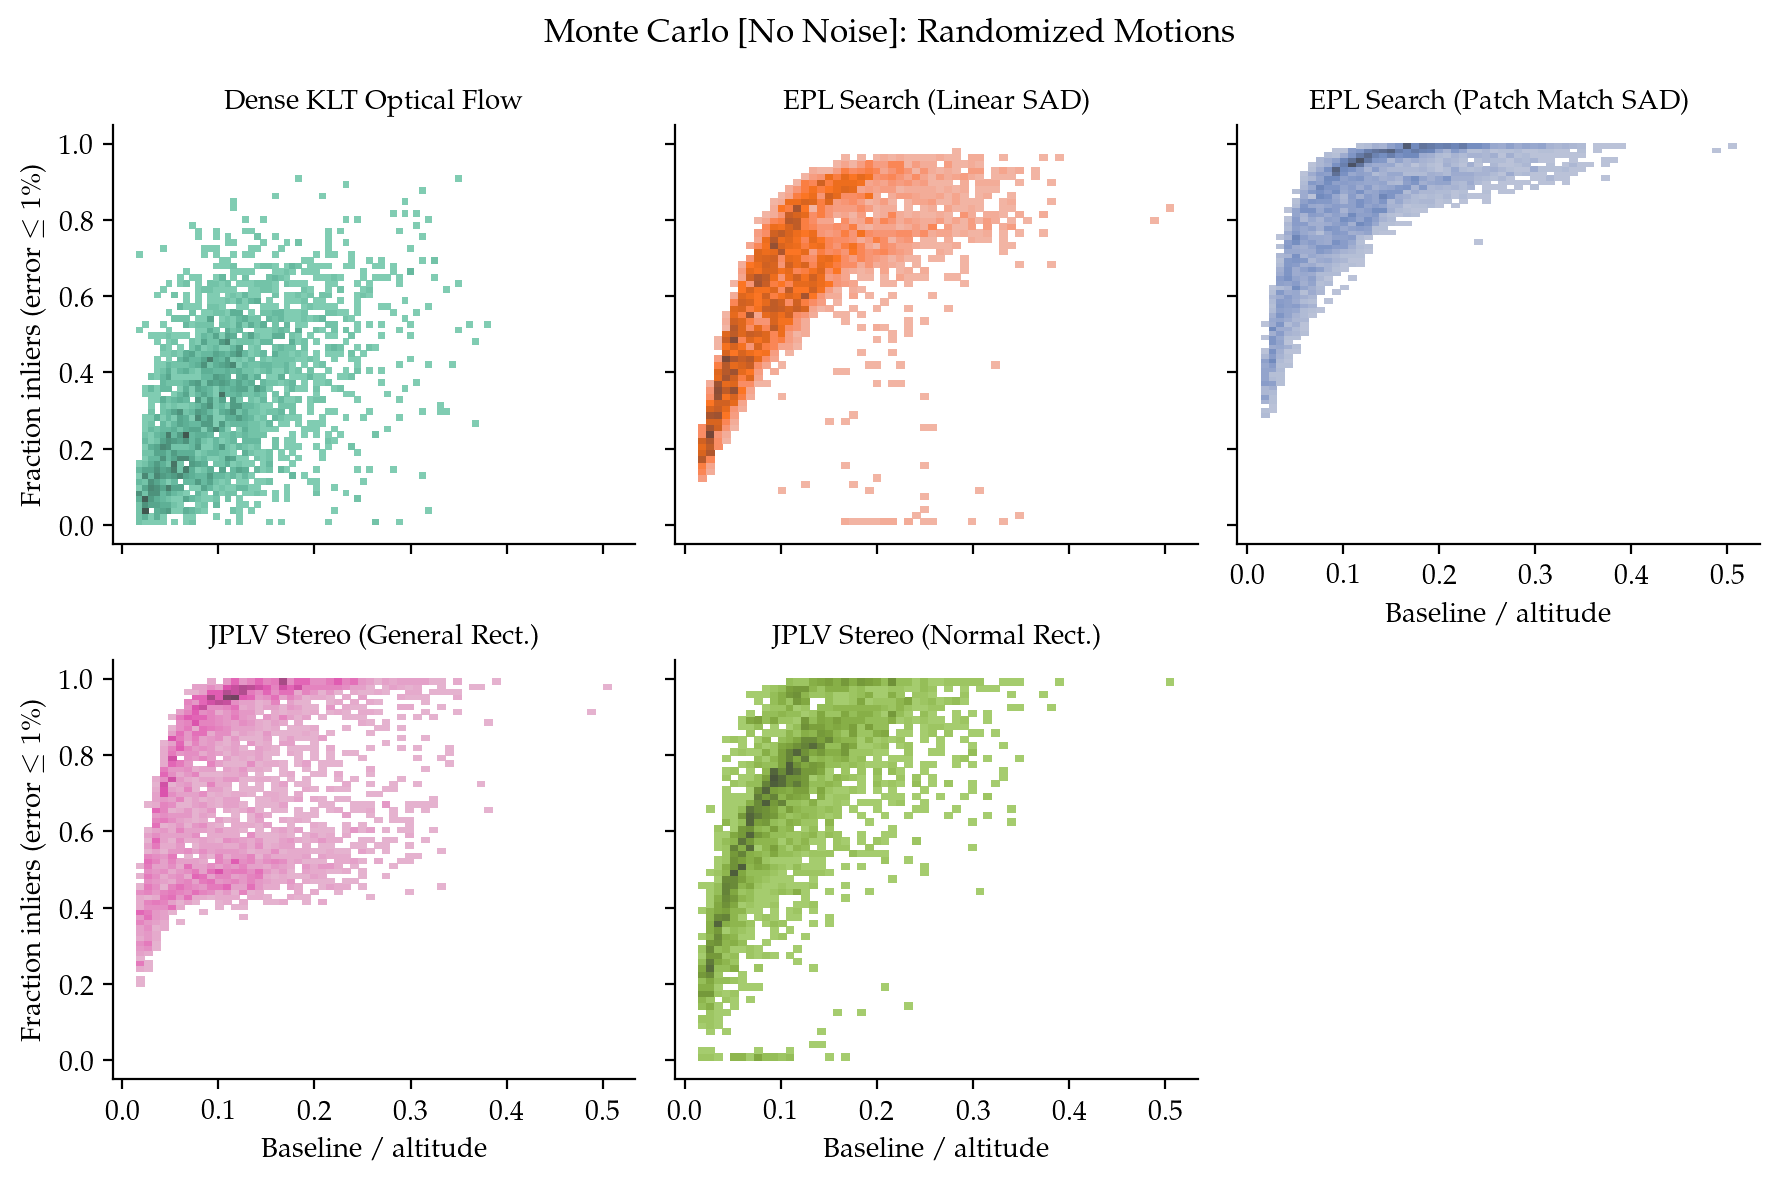 Monte Carlo [No Noise]: Randomized Motions
Dense KLT Optical Flow
EPL Search (Linear SAD)
EPL Search (Patch Match SAD)
Fraction inliers (error ≤ 1%)
1.0
0.8
0.6
0.4
0.2
0.0
0.0 0.1 0.2 0.3 0.4 0.5
Baseline / altitude
JPLV Stereo (General Rect.)
JPLV Stereo (Normal Rect.)
Fraction inliers (error ≤ 1%)
1.0
0.8
0.6
0.4
0.2
0.0
0.0 0.1 0.2 0.3 0.4 0.5
Baseline / altitude
0.0 0.1 0.2 0.3 0.4 0.5
Baseline / altitude